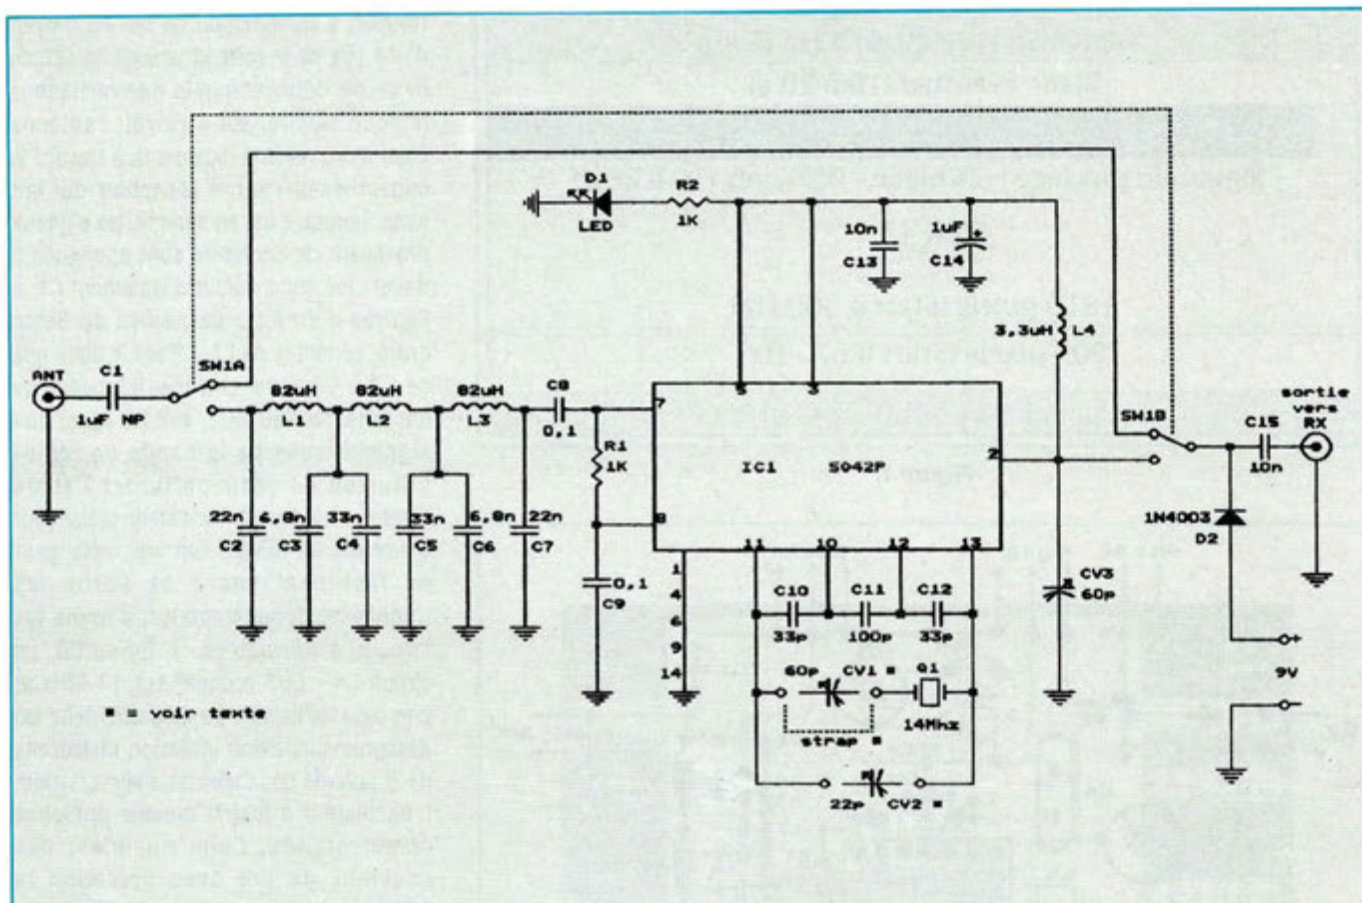 D1
R2
LED
1K
10n
C13
1uF
+
C14
3,3uH L4
ANT
C1
1uF NP
SW1A
82uH
L1
82uH
L2
82uH
L3
C8
0,1
7
5
3
R1
1K
IC1 SO42P
2
SW1B
sortie
vers
RX
C15
10n
22n
C2
6,8n
C3
33n
C4
33n
C5
6,8n
C6
22n
C7
8
11
10
12
13
1N4003
D2
0,1
C9
1
4
6
9
14
C10
33p
C11
100p
C12
33p
CV3
60p
60p CV1 ¤
Q1
14Mhz
strap ¤
22p CV2 ¤
+
9V
-
¤ = voir texte